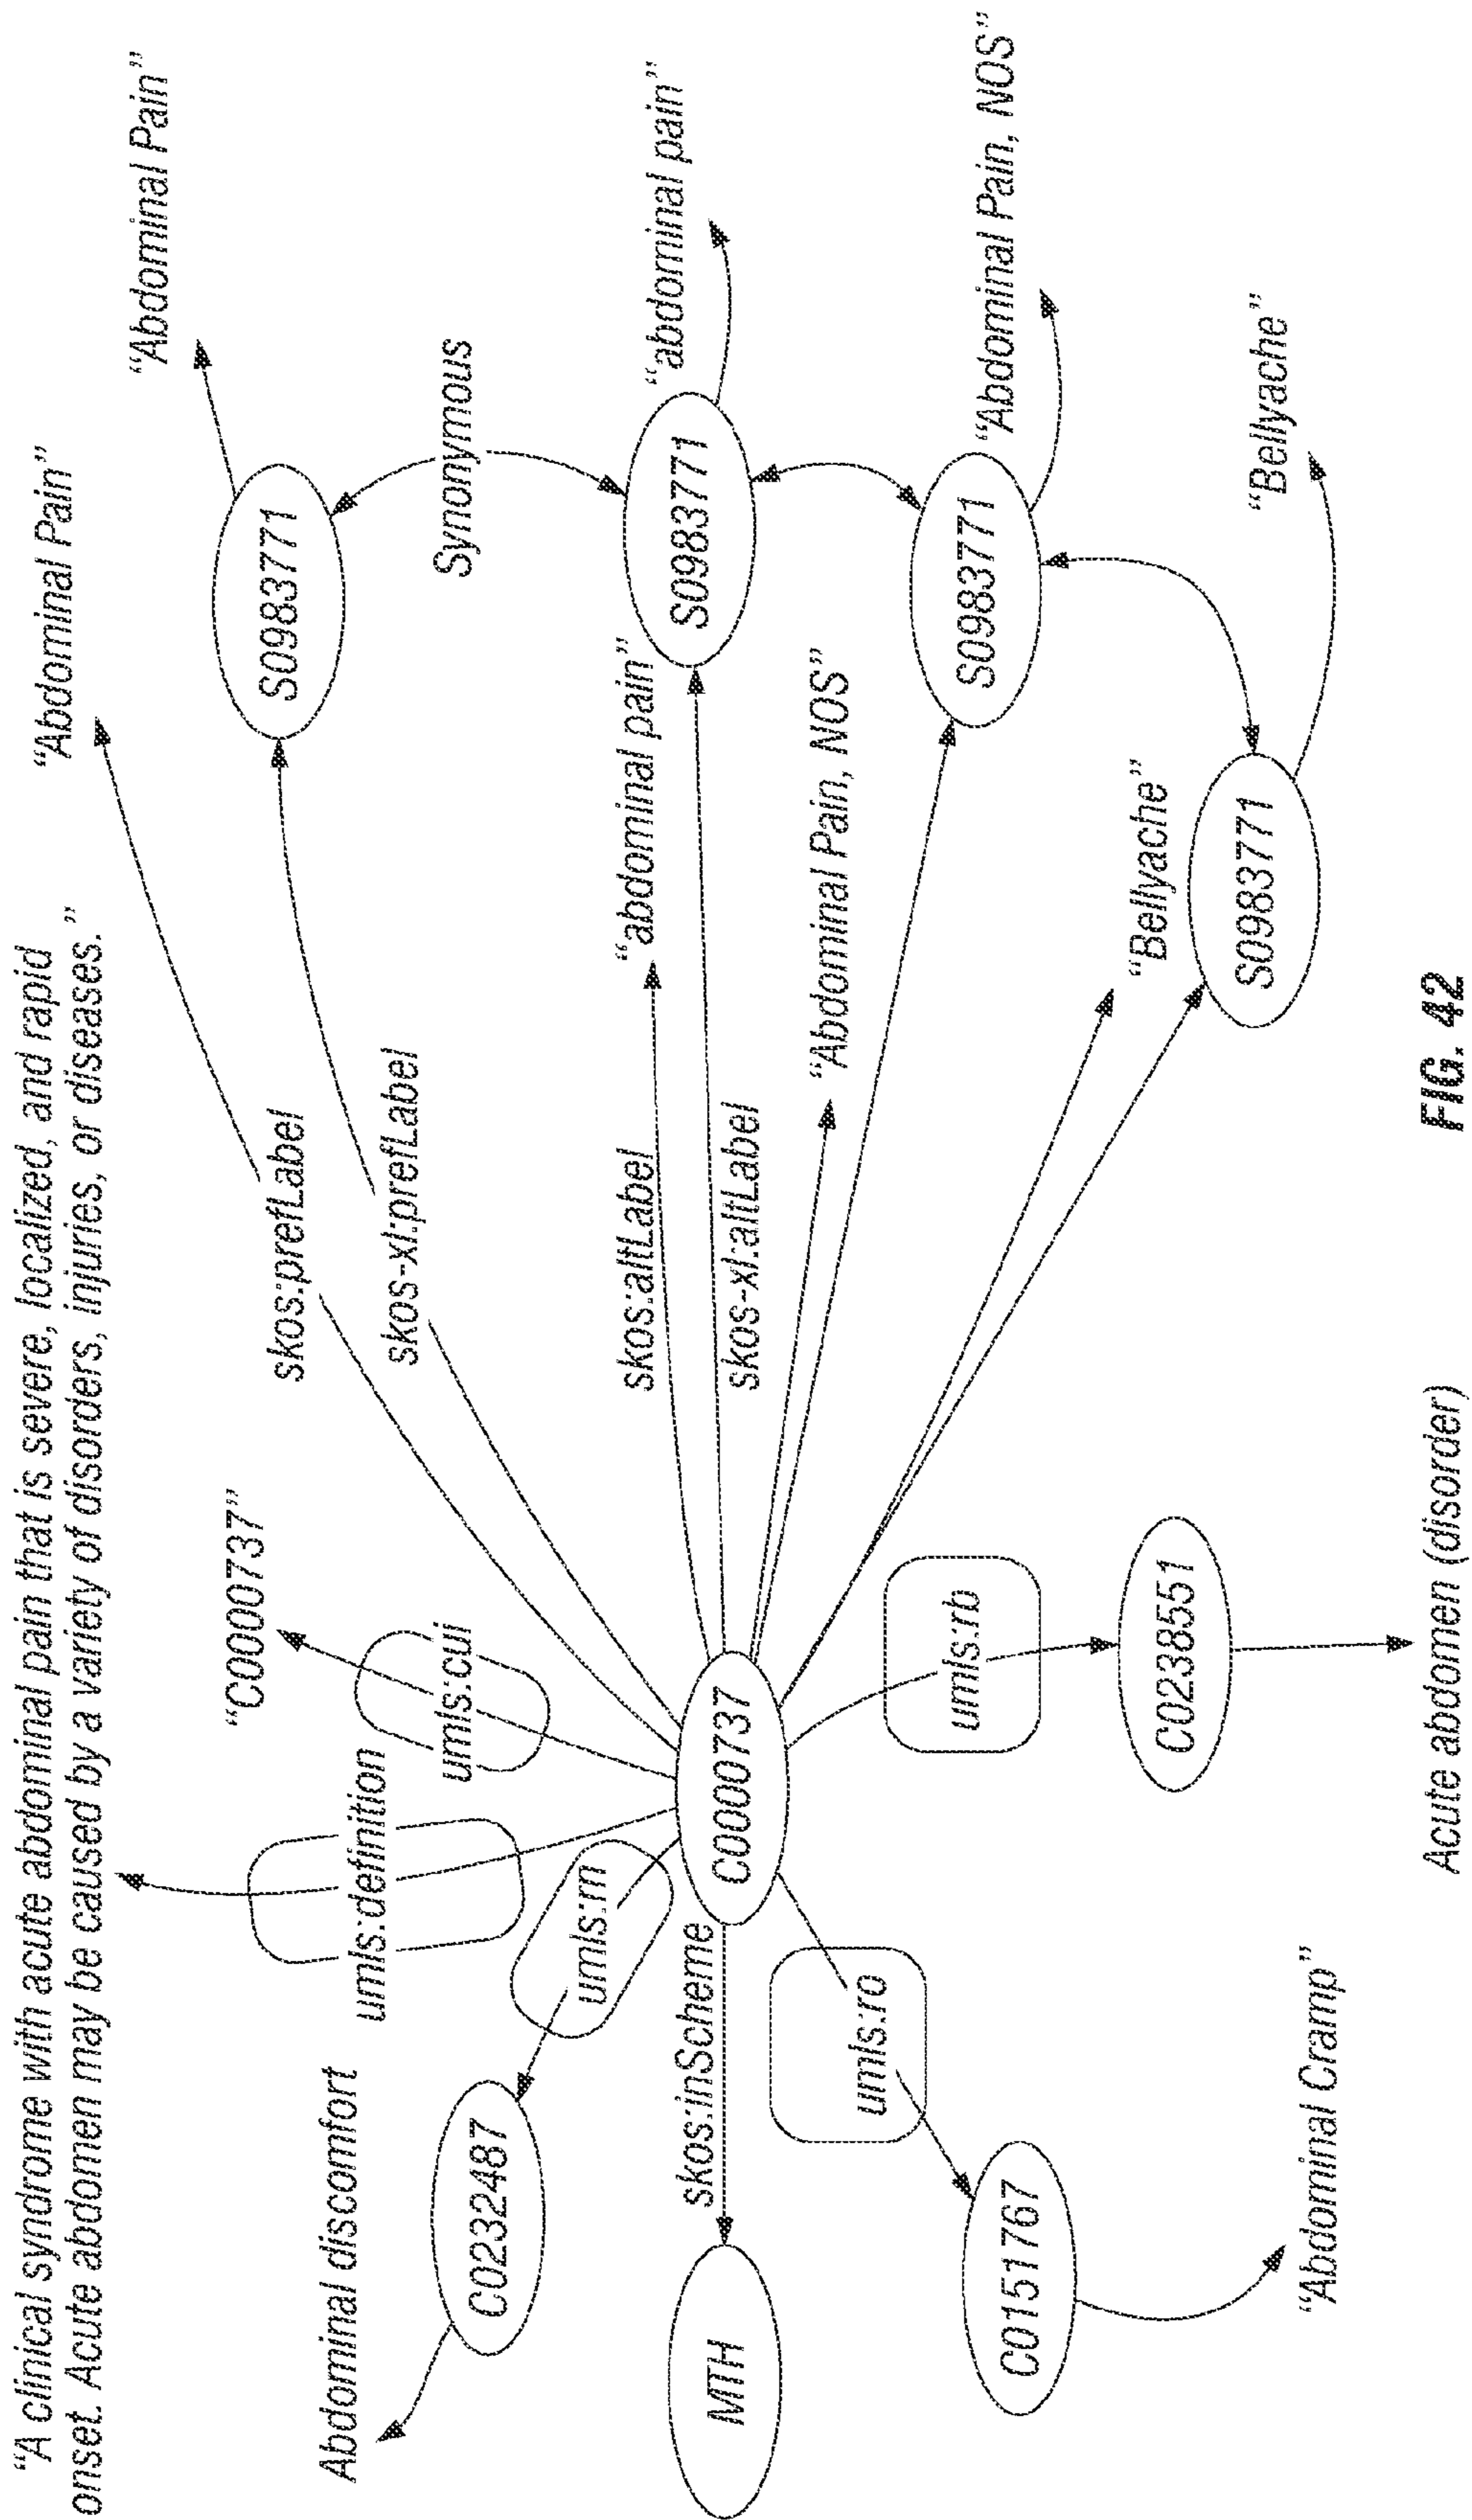 “A clinical syndrome with acute abdominal pain that is severe, localized, and rapid
onset. Acute abdomen may be caused by a variety of disorders, injuries, or diseases.”
“Abdominal Pain”
“Abdominal Pain”
“C000737”
skos:prefLabel
S0983771
Abdominal discomfort
umls:definition
umls:cui
skos-xl:prefLabel
Synonymous
C0232487
umls:rn
skos:altLabel
“abdominal pain”
S0983771
“abdominal pain”
MTH
skos:inScheme
C000737
skos-xl:altLabel
“Abdominal Pain, NOS”
umls:ro
umls:rb
S0983771
“Abdominal Pain, NOS”
C0151767
C0238551
“Bellyache”
S0983771
“Bellyache”
“Abdominal Cramp”
Acute abdomen (disorder)
FIG. 42